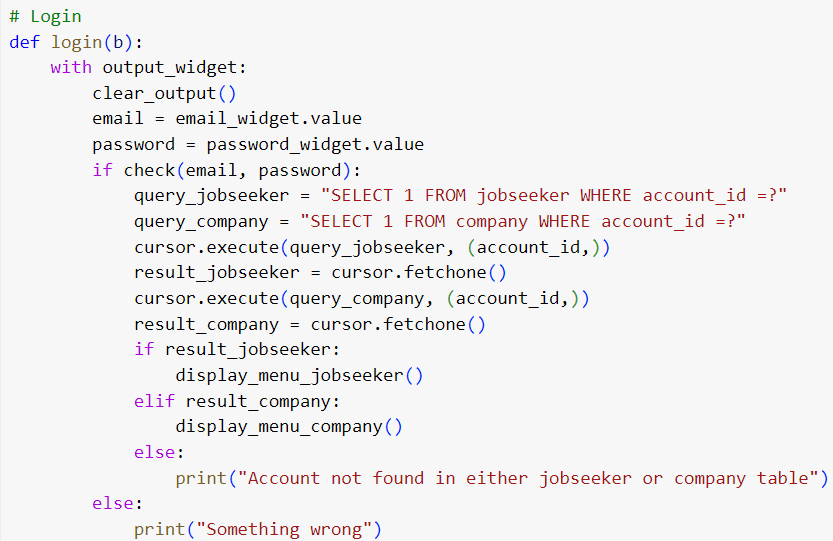 # Login
def login(b):
    with output_widget:
        clear_output()
        email = email_widget.value
        password = password_widget.value
        if check(email, password):
            query_jobseeker = "SELECT 1 FROM jobseeker WHERE account_id =?"
            query_company = "SELECT 1 FROM company WHERE account_id =?"
            cursor.execute(query_jobseeker, (account_id,))
            result_jobseeker = cursor.fetchone()
            cursor.execute(query_company, (account_id,))
            result_company = cursor.fetchone()
            if result_jobseeker:
                display_menu_jobseeker()
            elif result_company:
                display_menu_company()
            else:
                print("Account not found in either jobseeker or company table")
        else:
            print("Something wrong")